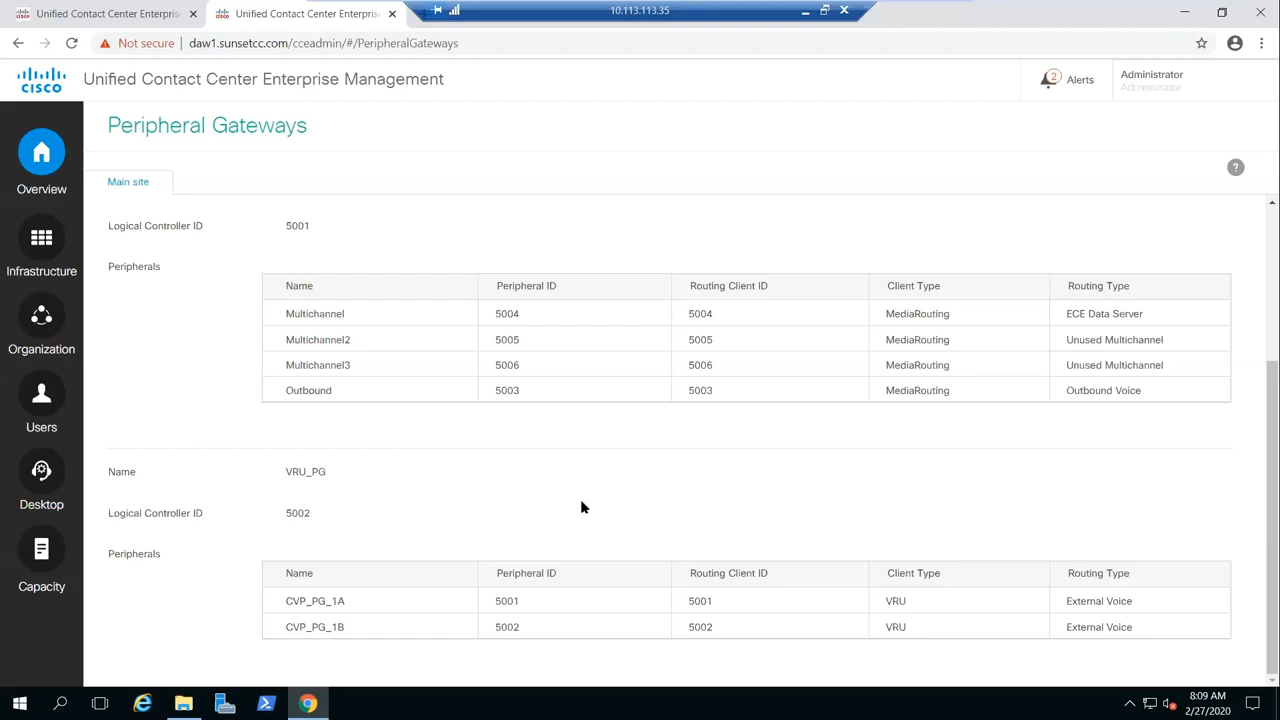 Unified Contact Center Enterprise
Unified Contact Center Enterprise
10.113.113.35
Not secure
daw1.sunsetcc.com/cceadmin/#/PeripheralGateways
CISCO
Unified Contact Center Enterprise Management
2
Alerts
Administrator
Administrator
Overview
Infrastructure
Organization
Users
Desktop
Capacity
Peripheral Gateways
?
Main site
Logical Controller ID 5001
Peripherals
Name Peripheral ID Routing Client ID Client Type Routing Type
Multichannel 5004 5004 MediaRouting ECE Data Server
Multichannel2 5005 5005 MediaRouting Unused Multichannel
Multichannel3 5006 5006 MediaRouting Unused Multichannel
Outbound 5003 5003 MediaRouting Outbound Voice
Name VRU_PG
Logical Controller ID 5002
Peripherals
Name Peripheral ID Routing Client ID Client Type Routing Type
CVP_PG_1A 5001 5001 VRU External Voice
CVP_PG_1B 5002 5002 VRU External Voice
8:09 AM
2/27/2020